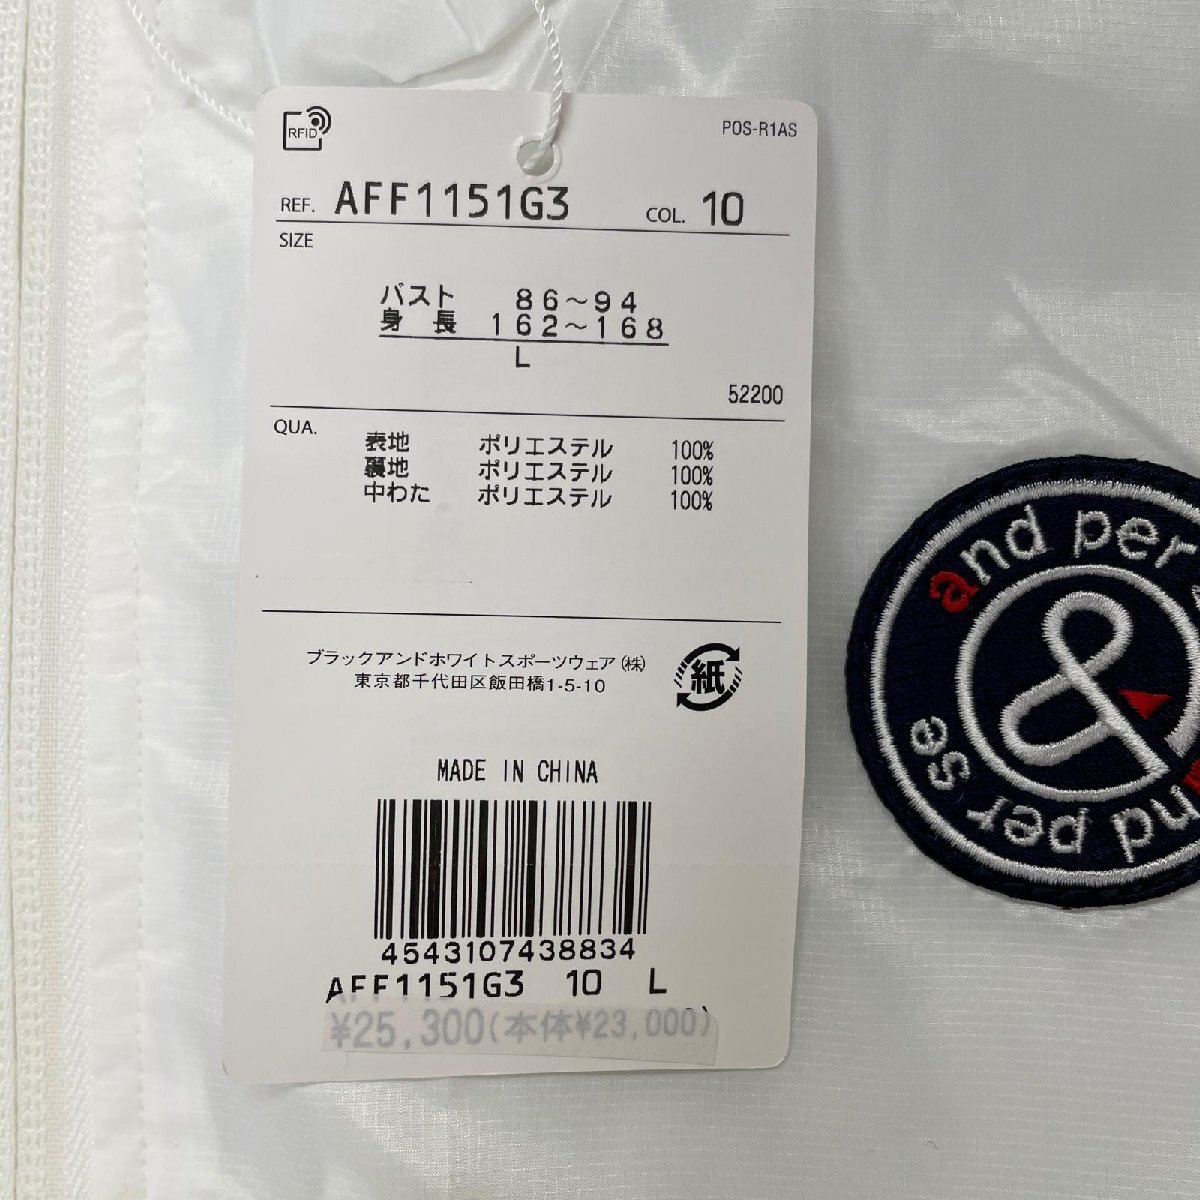 RFID
POS-R1AS
REF. AFF1151G3 COL. 10
SIZE
バスト 86～94
身長 162～168
L
52200
QUA.
表地 ポリエステル 100%
裏地 ポリエステル 100%
中わた ポリエステル 100%
ブラックアンドホワイトスポーツウェア(株)
東京都千代田区飯田橋1-5-10
紙
MADE IN CHINA
4543107438834
AFF1151G3 10 L
¥25,300(本体¥23,000)
and per
&
nd per se